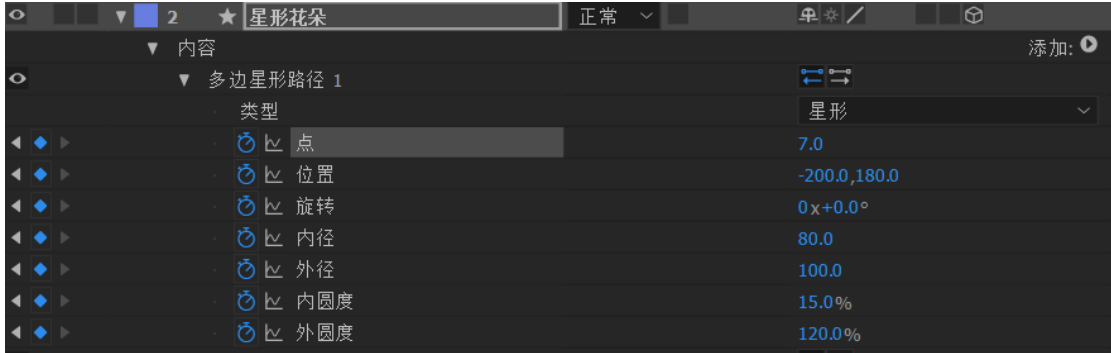 2 星形花朵 正常
内容 添加:
多边星形路径 1
类型 星形
点 7.0
位置 -200.0,180.0
旋转 0x+0.0°
内径 80.0
外径 100.0
内圆度 15.0%
外圆度 120.0%